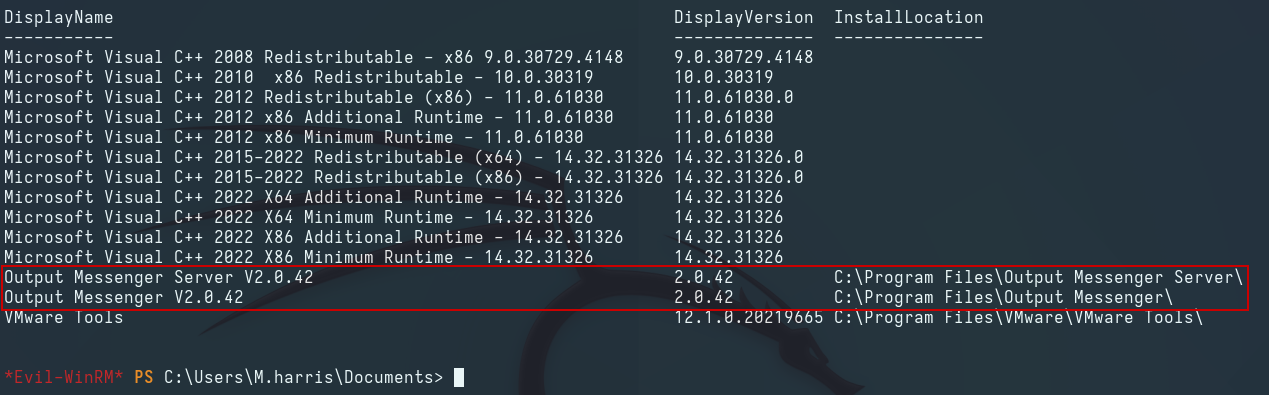 DisplayName DisplayVersion InstallLocation
----------- -------------- ---------------
Microsoft Visual C++ 2008 Redistributable - x86 9.0.30729.4148 9.0.30729.4148
Microsoft Visual C++ 2010  x86 Redistributable - 10.0.30319 10.0.30319
Microsoft Visual C++ 2012 Redistributable (x86) - 11.0.61030 11.0.61030.0
Microsoft Visual C++ 2012 x86 Additional Runtime - 11.0.61030 11.0.61030
Microsoft Visual C++ 2012 x86 Minimum Runtime - 11.0.61030 11.0.61030
Microsoft Visual C++ 2015-2022 Redistributable (x64) - 14.32.31326 14.32.31326.0
Microsoft Visual C++ 2015-2022 Redistributable (x86) - 14.32.31326 14.32.31326.0
Microsoft Visual C++ 2022 X64 Additional Runtime - 14.32.31326 14.32.31326
Microsoft Visual C++ 2022 X64 Minimum Runtime - 14.32.31326 14.32.31326
Microsoft Visual C++ 2022 X86 Additional Runtime - 14.32.31326 14.32.31326
Microsoft Visual C++ 2022 X86 Minimum Runtime - 14.32.31326 14.32.31326
Output Messenger Server V2.0.42 2.0.42 C:\Program Files\Output Messenger Server\
Output Messenger V2.0.42 2.0.42 C:\Program Files\Output Messenger\
VMware Tools 12.1.0.20219665 C:\Program Files\VMware\VMware Tools\
*Evil-WinRM* PS C:\Users\M.harris\Documents>